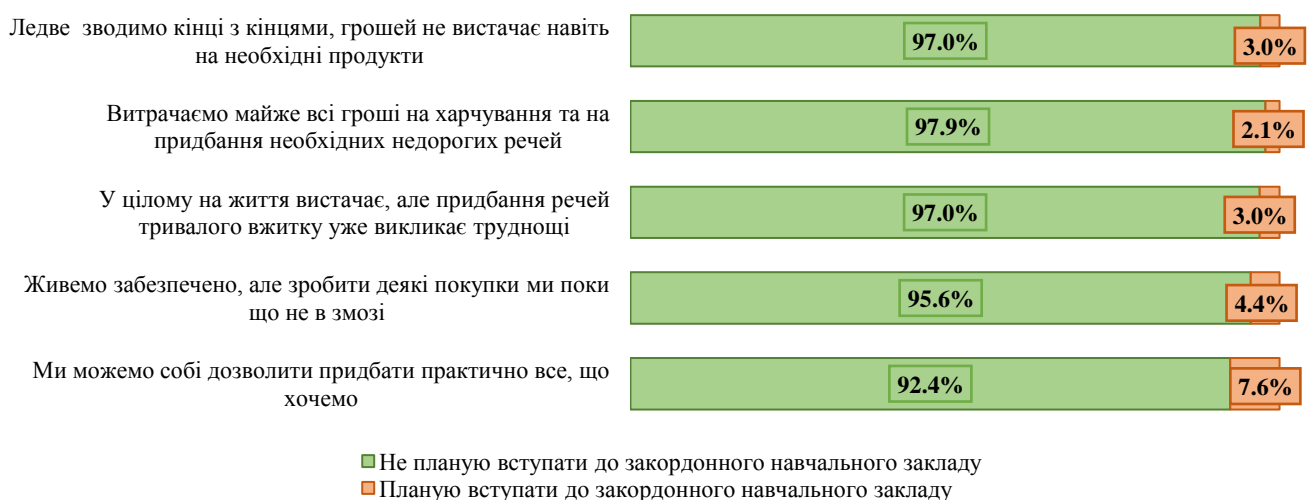 Ледве зводимо кінці з кінцями, грошей не вистачає навіть
на необхідні продукти
97.0%
3.0%
Витрачаємо майже всі гроші на харчування та на
придбання необхідних недорогих речей
97.9%
2.1%
У цілому на життя вистачає, але придбання речей
тривалого вжитку уже викликає труднощі
97.0%
3.0%
Живемо забезпечено, але зробити деякі покупки ми поки
що не в змозі
95.6%
4.4%
Ми можемо собі дозволити придбати практично все, що
хочемо
92.4%
7.6%
Не планую вступати до закордонного навчального закладу
Планую вступати до закордонного навчального закладу